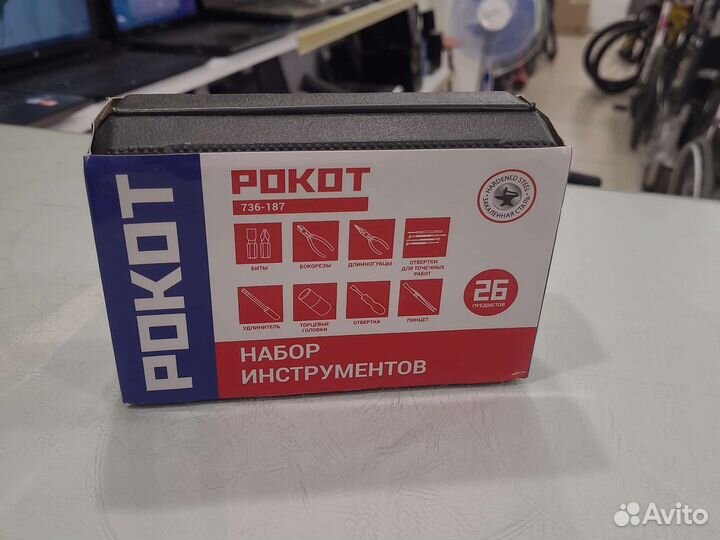 РОКОТ
РОКОТ
736-187
HARDENED STEEL
ЗАКАЛЕННАЯ СТАЛЬ
БИТЫ
БОКОРЕЗЫ
ДЛИННОГУБЦЫ
ОТВЕРТКИ
ДЛЯ ТОЧЕЧНЫХ
РАБОТ
26
ПРЕДМЕТОВ
УДЛИНИТЕЛЬ
ТОРЦЕВЫЕ
ГОЛОВКИ
ОТВЕРТКА
ПИНЦЕТ
НАБОР
ИНСТРУМЕНТОВ
Avito